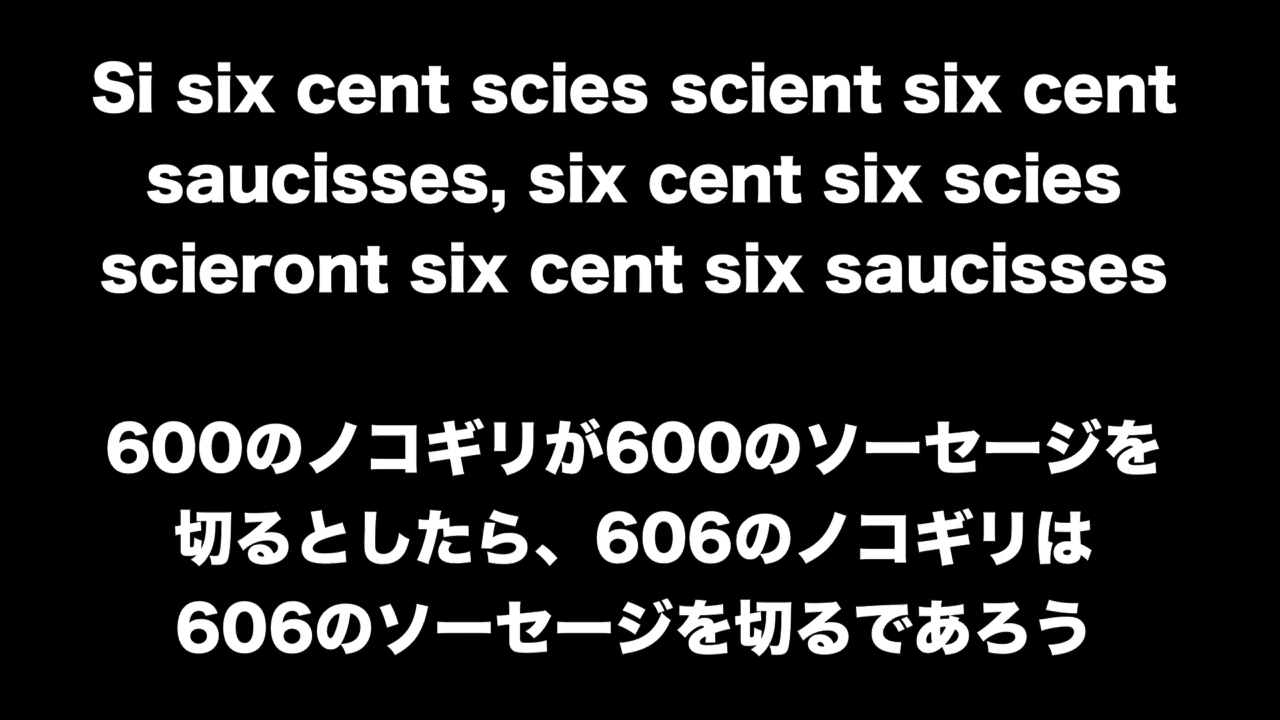 Si six cent scies scient six cent
saucisses, six cent six scies
scieront six cent six saucisses
600のノコギリが600のソーセージを
切るとしたら、606のノコギリは
606のソーセージを切るであろう